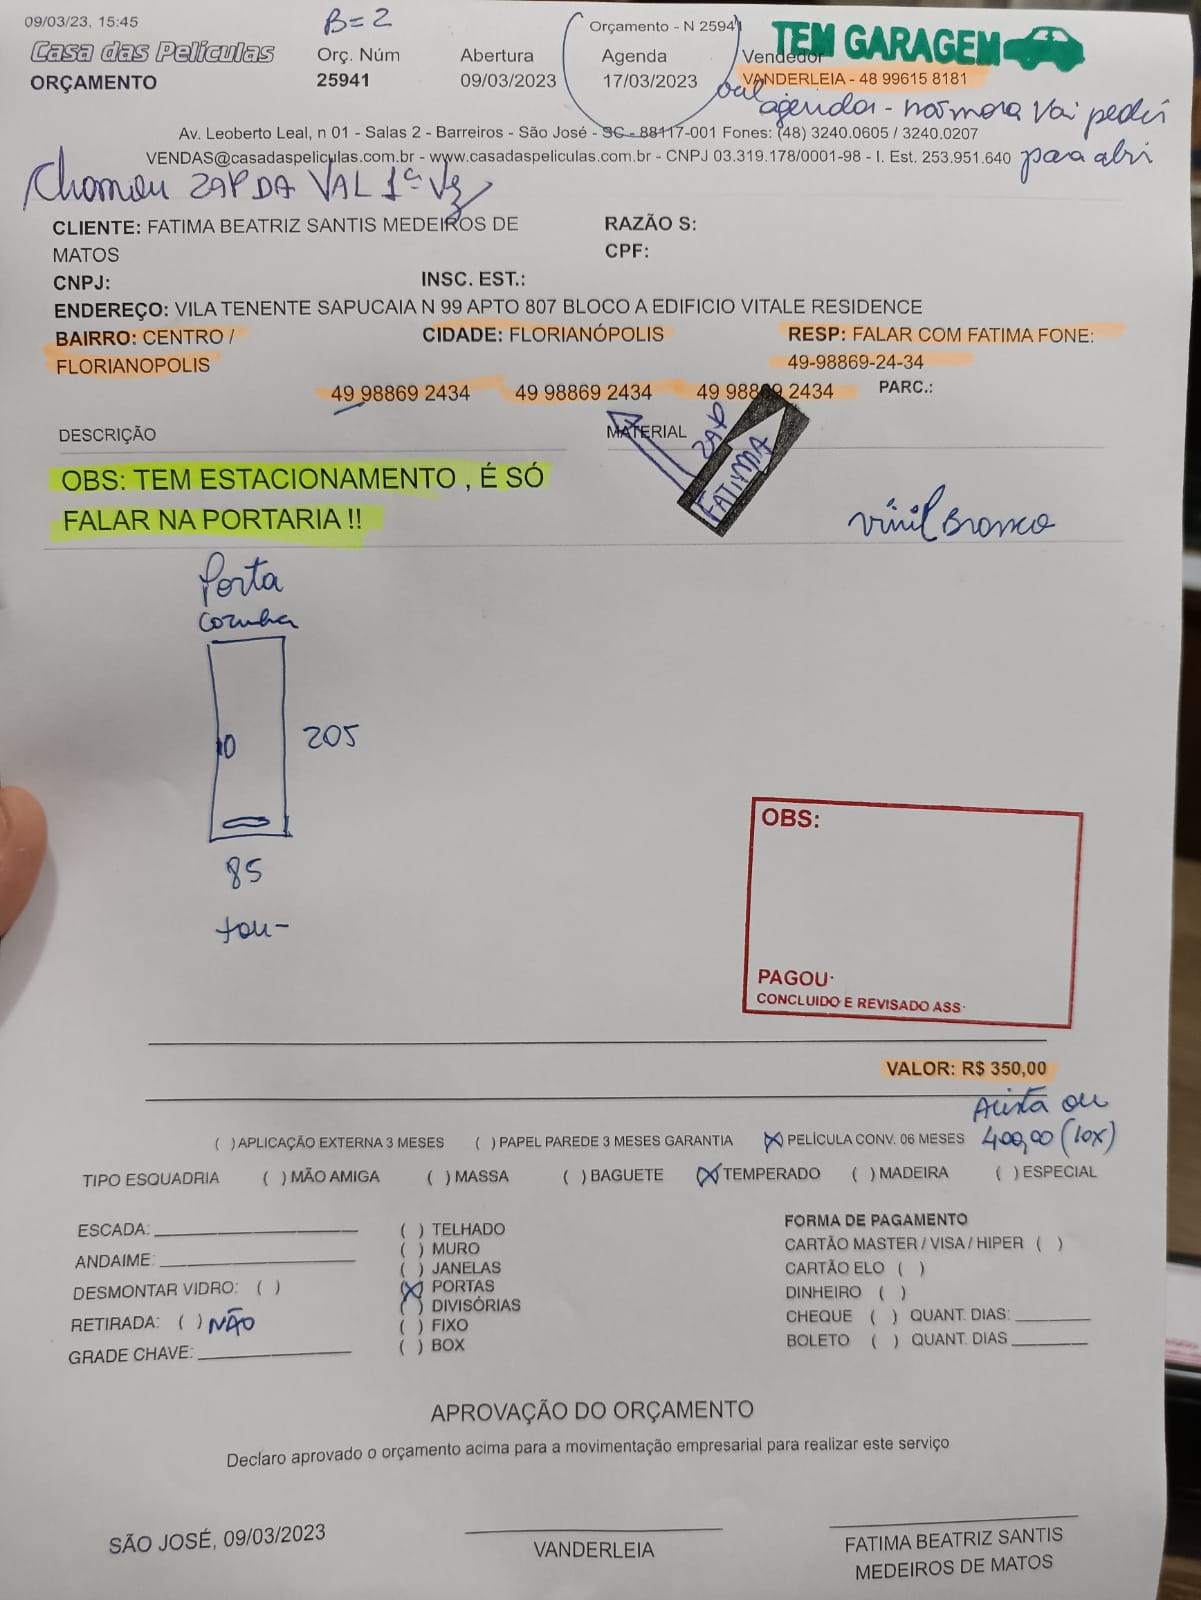 09/03/23, 15:45
B=2
Orçamento - N 25941
TEM GARAGEM
Casa das Películas
Orç. Núm
Abertura
Agenda
Vendedor
ORÇAMENTO
25941
09/03/2023
17/03/2023
VANDERLEIA - 48 99615 8181
agendar - nas mora vai pedir
para abri
Av. Leoberto Leal, n 01 - Salas 2 - Barreiros - São José - SC - 88117-001 Fones: (48) 3240.0605 / 3240.0207
VENDAS@casadaspeliculas.com.br - www.casadaspeliculas.com.br - CNPJ 03.319.178/0001-98 - I. Est. 253.951.640
Chamou ZAP DA VAL 1ª Vez
CLIENTE: FATIMA BEATRIZ SANTIS MEDEIROS DE
MATOS
RAZÃO S:
CPF:
CNPJ:
INSC. EST.:
ENDEREÇO: VILA TENENTE SAPUCAIA N 99 APTO 807 BLOCO A EDIFICIO VITALE RESIDENCE
BAIRRO: CENTRO /
FLORIANOPOLIS
CIDADE: FLORIANÓPOLIS
RESP: FALAR COM FATIMA FONE:
49-98869-24-34
49 98869 2434
49 98869 2434
49 98869 2434
PARC.:
DESCRIÇÃO
MATERIAL
ZAP
FATIMA
OBS: TEM ESTACIONAMENTO , É SÓ
FALAR NA PORTARIA !!
vinil Branco
Porta
cozinha
205
85
OBS:
PAGOU:
CONCLUIDO E REVISADO ASS:
VALOR: R$ 350,00
Avista ou
400,00 (10x)
( ) APLICAÇÃO EXTERNA 3 MESES ( ) PAPEL PAREDE 3 MESES GARANTIA (X) PELÍCULA CONV. 06 MESES
TIPO ESQUADRIA ( ) MÃO AMIGA ( ) MASSA ( ) BAGUETE (X) TEMPERADO ( ) MADEIRA ( ) ESPECIAL
ESCADA:
ANDAIME:
DESMONTAR VIDRO: ( )
RETIRADA: ( ) NÃO
GRADE CHAVE:
( ) TELHADO
( ) MURO
( ) JANELAS
(X) PORTAS
( ) DIVISÓRIAS
( ) FIXO
( ) BOX
FORMA DE PAGAMENTO
CARTÃO MASTER / VISA / HIPER ( )
CARTÃO ELO ( )
DINHEIRO ( )
CHEQUE ( ) QUANT. DIAS:
BOLETO ( ) QUANT. DIAS
APROVAÇÃO DO ORÇAMENTO
Declaro aprovado o orçamento acima para a movimentação empresarial para realizar este serviço
SÃO JOSÉ, 09/03/2023
VANDERLEIA
FATIMA BEATRIZ SANTIS
MEDEIROS DE MATOS